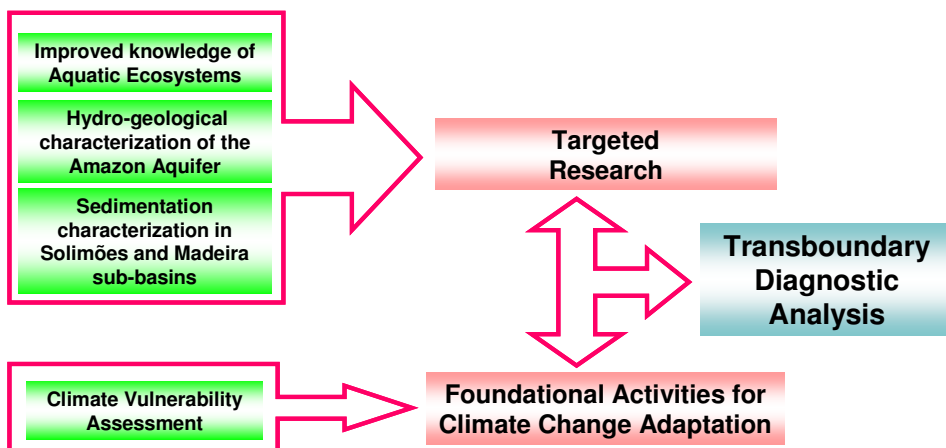 Improved knowledge of
Aquatic Ecosystems
Hydro-geological
characterization of the
Amazon Aquifer
Sedimentation
characterization in
Solimões and Madeira
sub-basins
Targeted
Research
Transboundary
Diagnostic
Analysis
Climate Vulnerability
Assessment
Foundational Activities for
Climate Change Adaptation